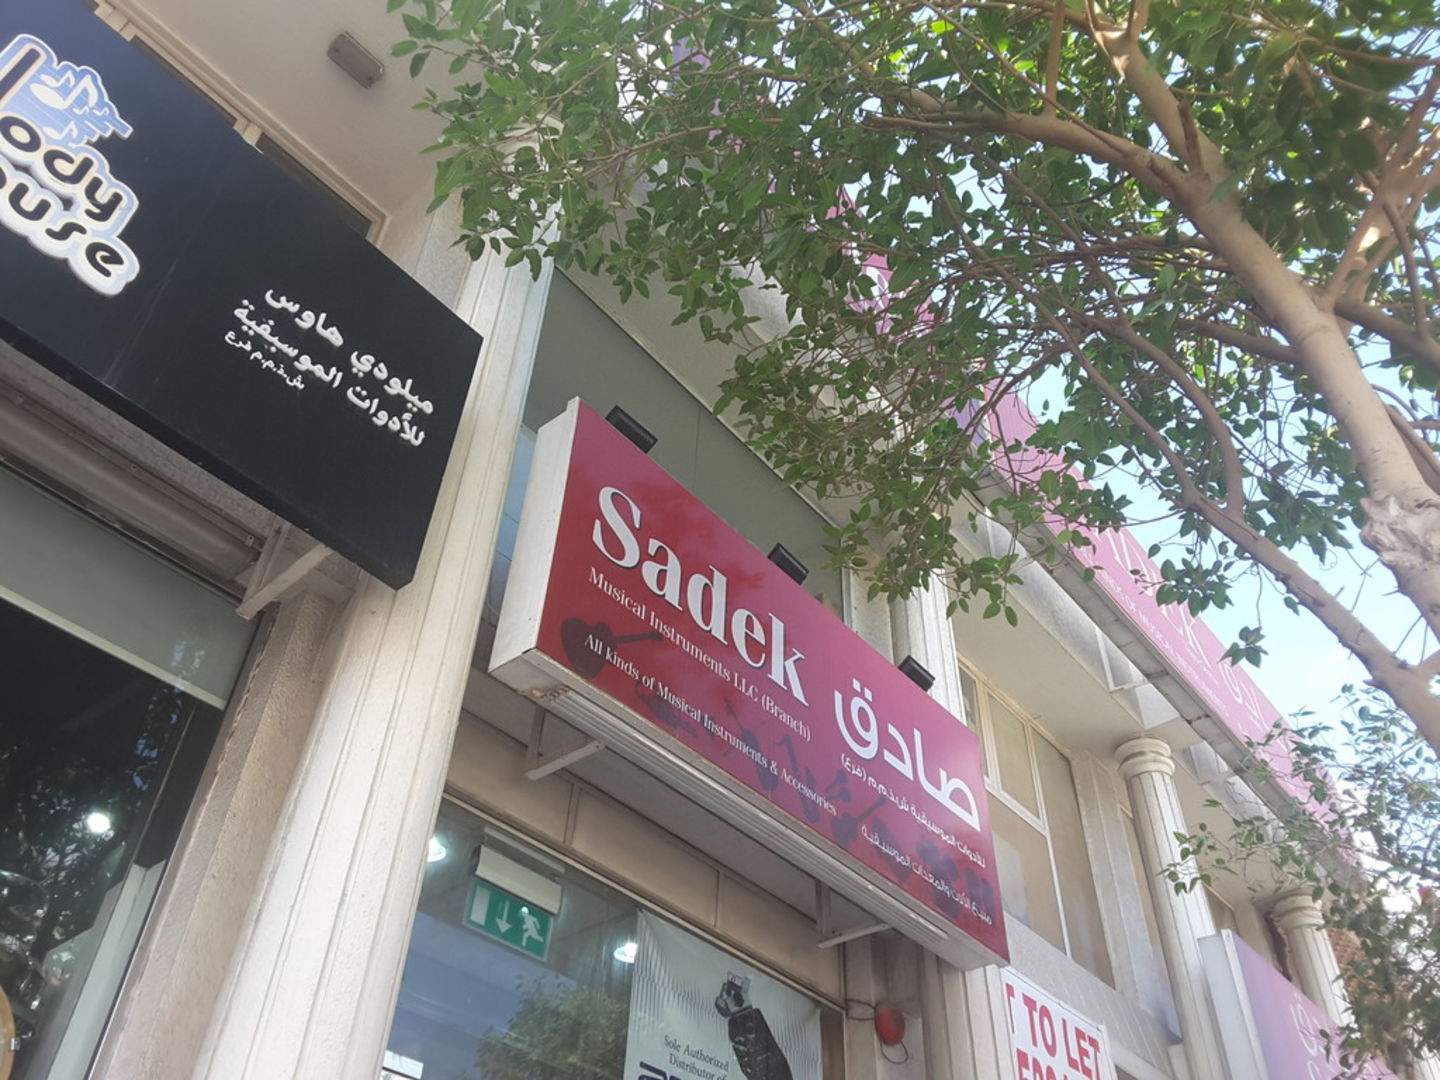 ody
ouse
ميلودي هاوس
للأدوات الموسيقية
ش.ذ.م.م فرع
Sadek
Musical Instruments LLC (Branch)
All kinds of Musical Instruments & Accessories
صادق
للأدوات الموسيقية ش.ذ.م.م (فرع)
جميع الآلات والمعدات الموسيقية
Sole Authorized
Distributor of
TO LET